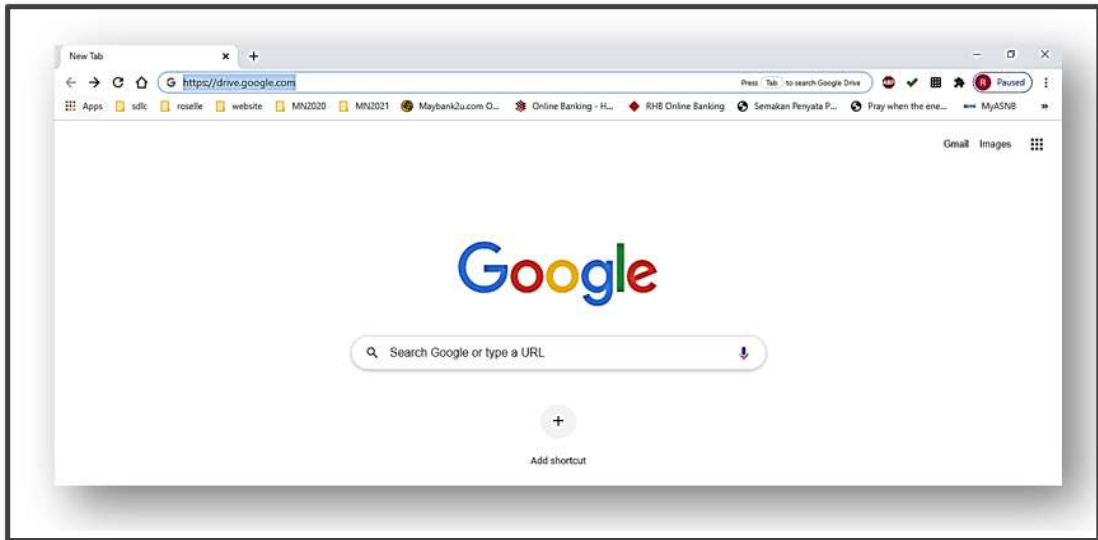 New Tab
https://drive.google.com Press Tab to search Google Drive ABP R Paused
Apps sdlc roselle website MN2020 MN2021 Maybank2u.com O... Online Banking - H... RHB Online Banking Semakan Penyata P... Pray when the ene... MyASNB
Gmail Images
Google
Search Google or type a URL
Add shortcut